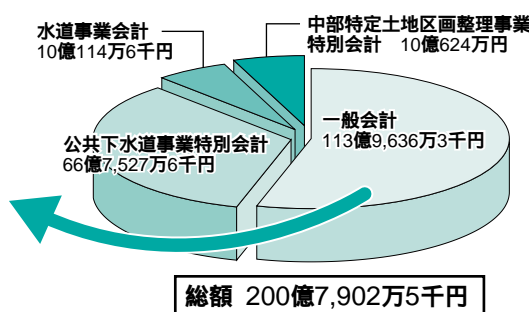 水道事業会計
10億114万6千円
中部特定土地区画整理事業
特別会計 10億624万円
一般会計
113億9,636万3千円
公共下水道事業特別会計
66億7,527万6千円
総額 200億7,902万5千円